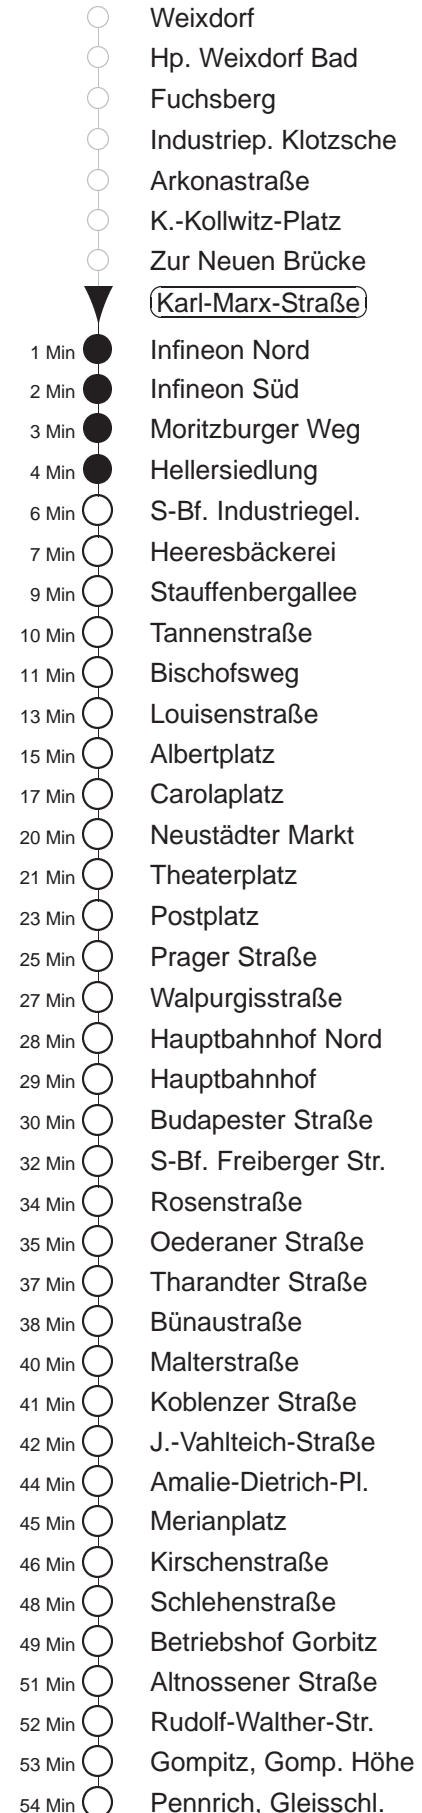 Weixdorf
Hp. Weixdorf Bad
Fuchsberg
Industriep. Klotzsche
Arkonastraße
K.-Kollwitz-Platz
Zur Neuen Brücke
Karl-Marx-Straße
1 Min Infineon Nord
2 Min Infineon Süd
3 Min Moritzburger Weg
4 Min Hellersiedlung
6 Min S-Bf. Industriegel.
7 Min Heeresbäckerei
9 Min Stauffenbergallee
10 Min Tannenstraße
11 Min Bischofsweg
13 Min Louisenstraße
15 Min Albertplatz
17 Min Carolaplatz
20 Min Neustädter Markt
21 Min Theaterplatz
23 Min Postplatz
25 Min Prager Straße
27 Min Walpurgisstraße
28 Min Hauptbahnhof Nord
29 Min Hauptbahnhof
30 Min Budapester Straße
32 Min S-Bf. Freiberger Str.
34 Min Rosenstraße
35 Min Oederaner Straße
37 Min Tharandter Straße
38 Min Bünaustraße
40 Min Malterstraße
41 Min Koblenzer Straße
42 Min J.-Vahlteich-Straße
44 Min Amalie-Dietrich-Pl.
45 Min Merianplatz
46 Min Kirschenstraße
48 Min Schlehenstraße
49 Min Betriebshof Gorbitz
51 Min Altnossener Straße
52 Min Rudolf-Walther-Str.
53 Min Gompitz, Gomp. Höhe
54 Min Pennrich, Gleisschl.